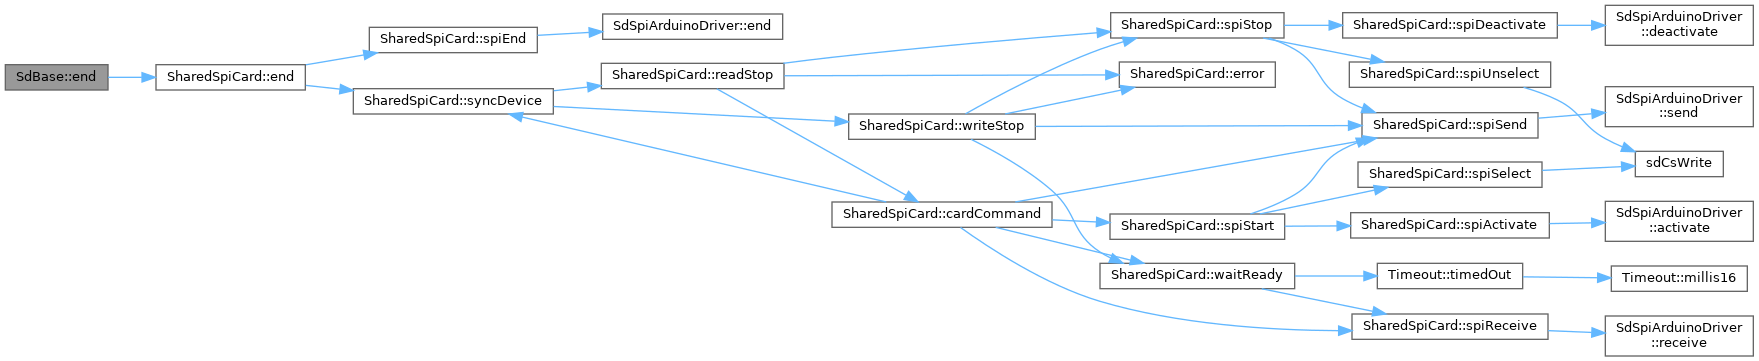 SdBase::end
SharedSpiCard::end
SharedSpiCard::spiEnd
SharedSpiCard::syncDevice
SdSpiArduinoDriver::end
SharedSpiCard::readStop
SharedSpiCard::writeStop
SharedSpiCard::cardCommand
SharedSpiCard::spiStop
SharedSpiCard::error
SharedSpiCard::spiStart
SharedSpiCard::waitReady
SharedSpiCard::spiDeactivate
SharedSpiCard::spiUnselect
SharedSpiCard::spiSend
SharedSpiCard::spiSelect
SharedSpiCard::spiActivate
Timeout::timedOut
SharedSpiCard::spiReceive
SdSpiArduinoDriver
::deactivate
SdSpiArduinoDriver
::send
sdCsWrite
SdSpiArduinoDriver
::activate
Timeout::millis16
SdSpiArduinoDriver
::receive